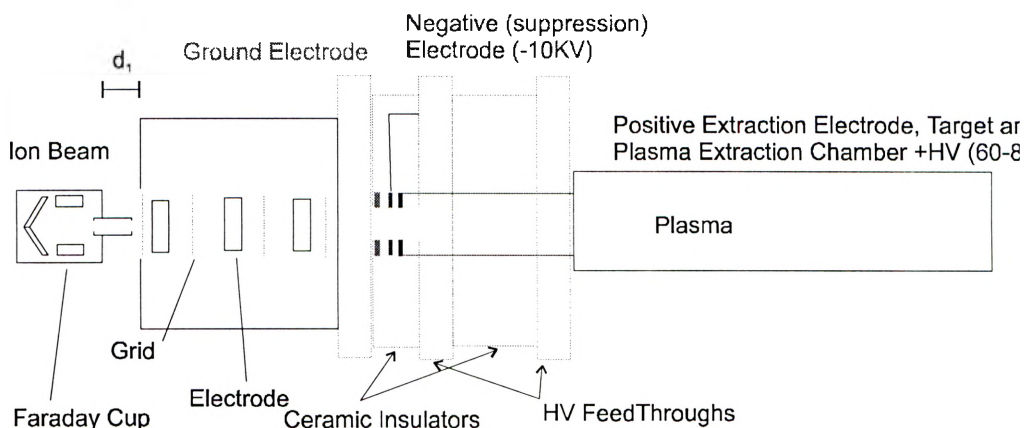 Negative (suppression)
Electrode (-10KV)
Ground Electrode
d₁
Positive Extraction Electrode, Target an
Plasma Extraction Chamber +HV (60-8
Ion Beam
Plasma
Grid
Electrode
Faraday Cup
Ceramic Insulators
HV FeedThroughs